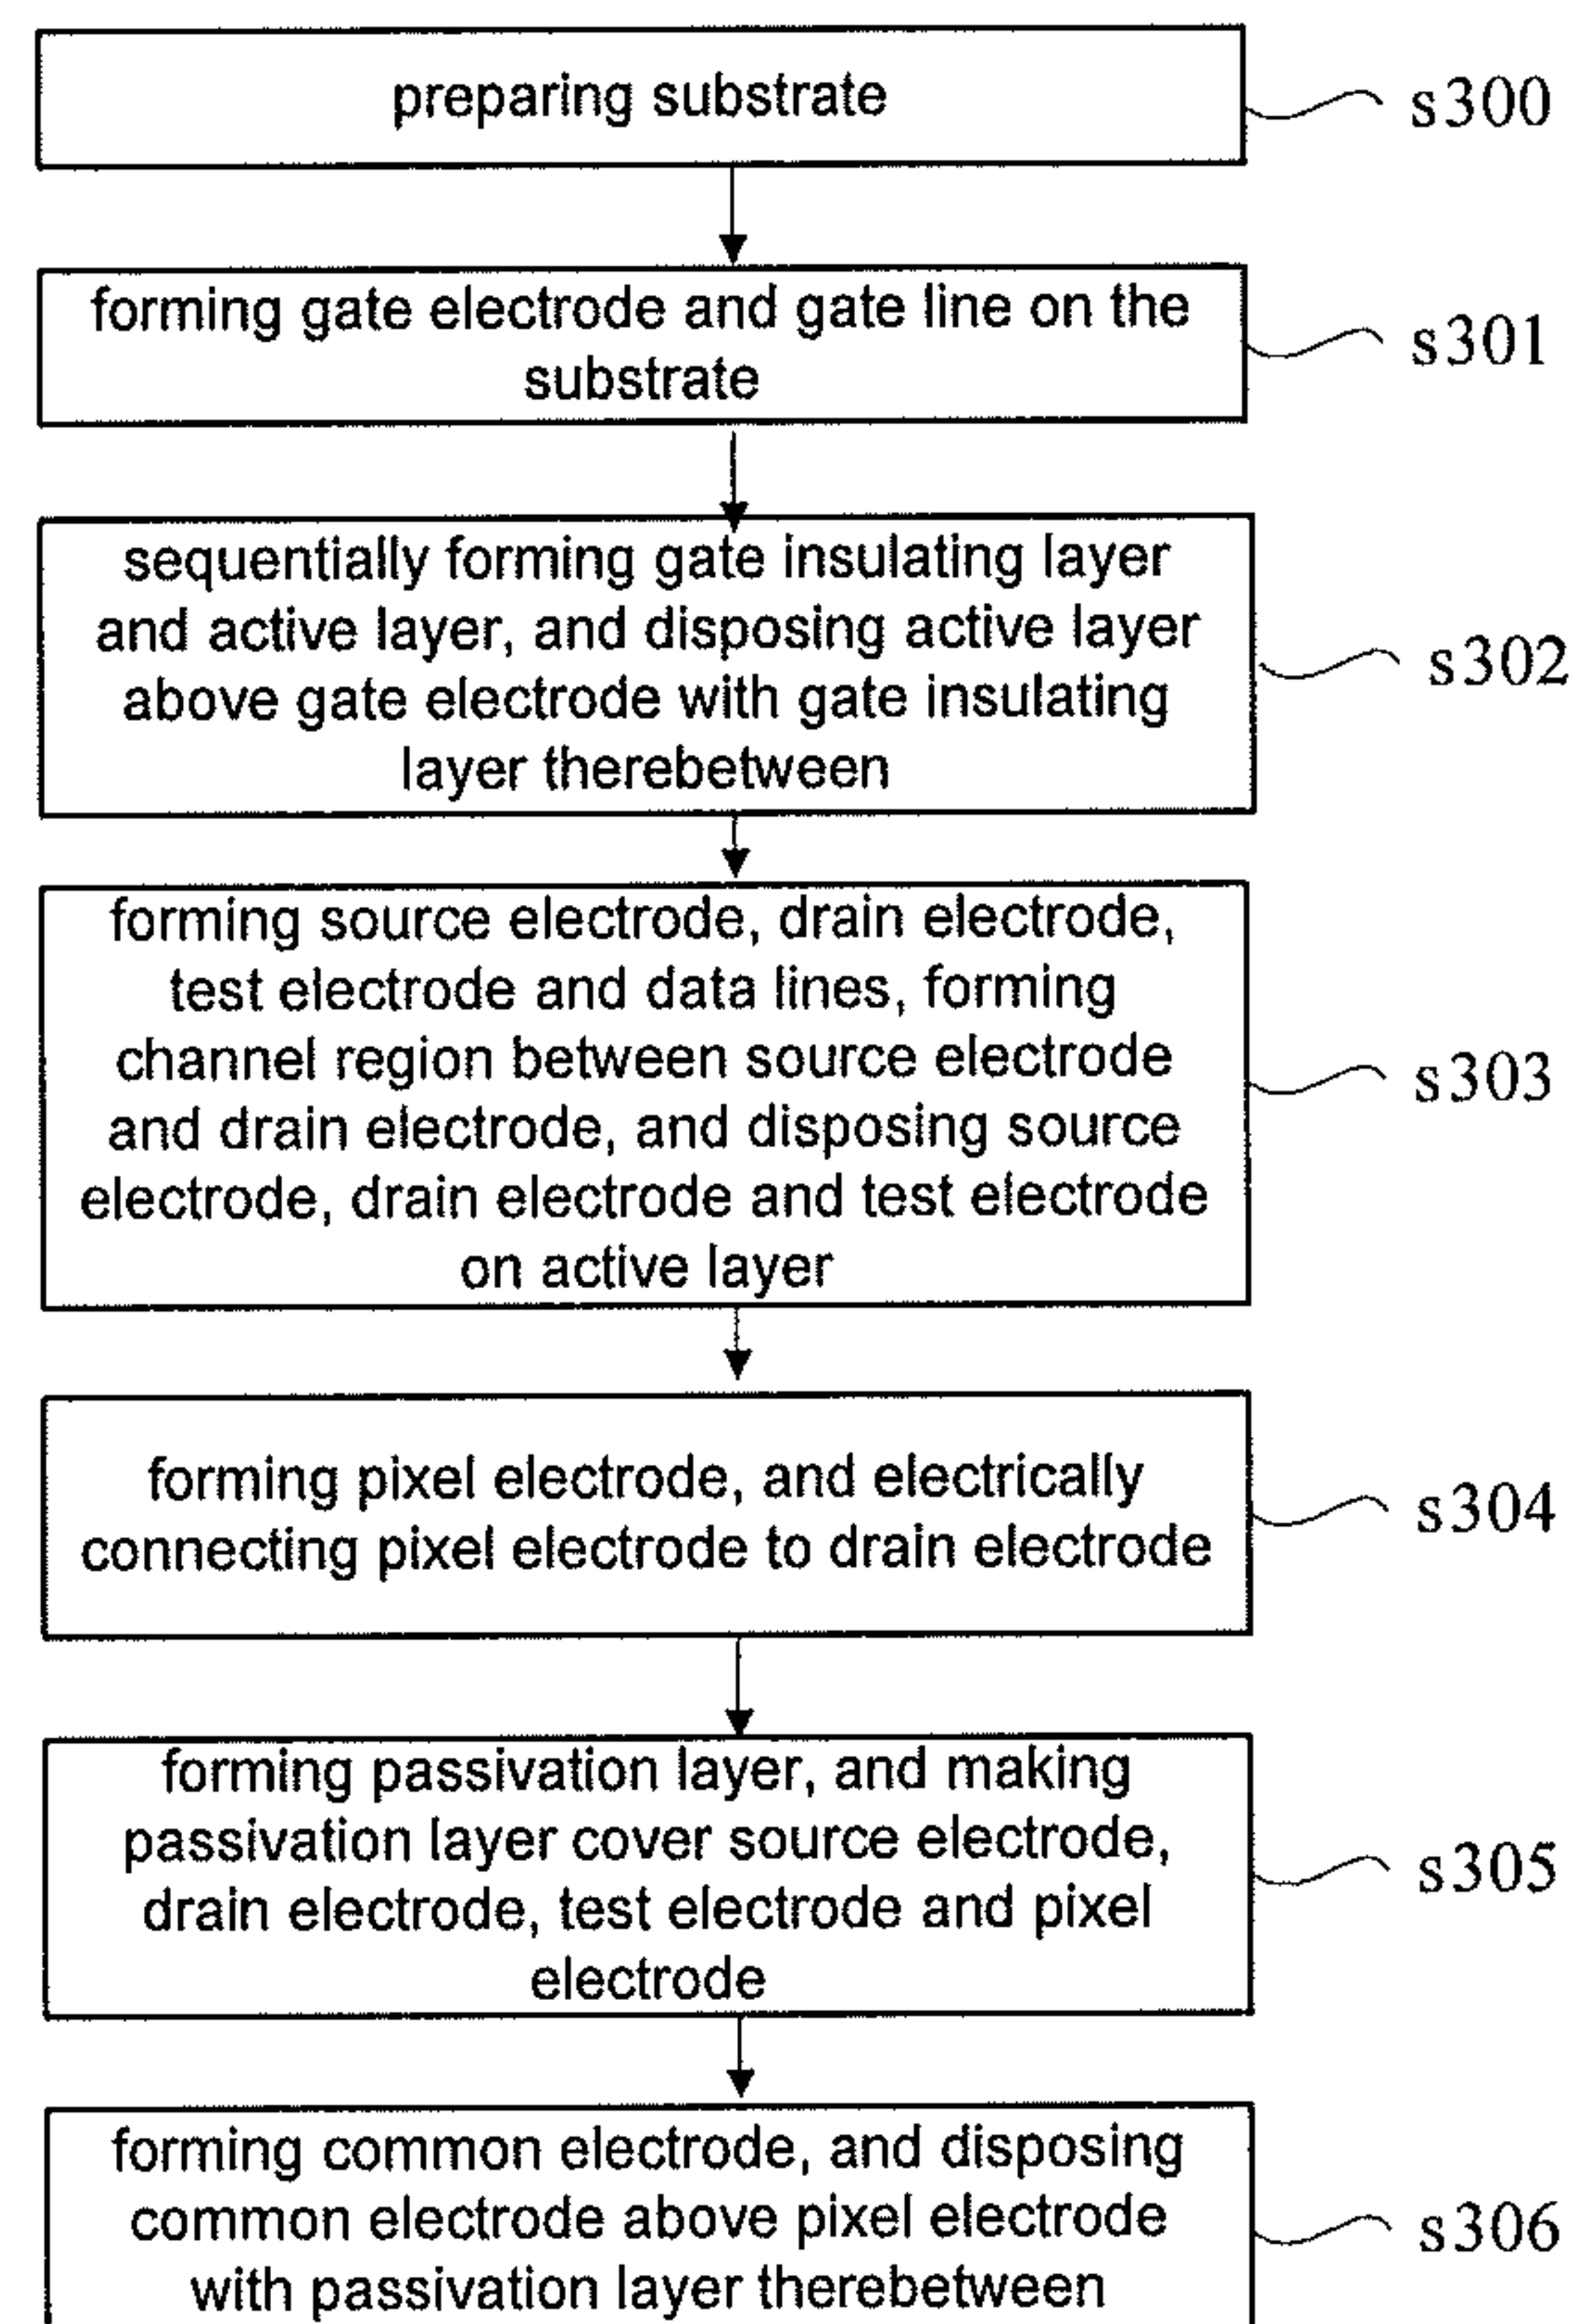 preparing substrate
s300
forming gate electrode and gate line on the
substrate
s301
sequentially forming gate insulating layer
and active layer, and disposing active layer
above gate electrode with gate insulating
layer therebetween
s302
forming source electrode, drain electrode,
test electrode and data lines, forming
channel region between source electrode
and drain electrode, and disposing source
electrode, drain electrode and test electrode
on active layer
s303
forming pixel electrode, and electrically
connecting pixel electrode to drain electrode
s304
forming passivation layer, and making
passivation layer cover source electrode,
drain electrode, test electrode and pixel
electrode
s305
forming common electrode, and disposing
common electrode above pixel electrode
with passivation layer therebetween
s306